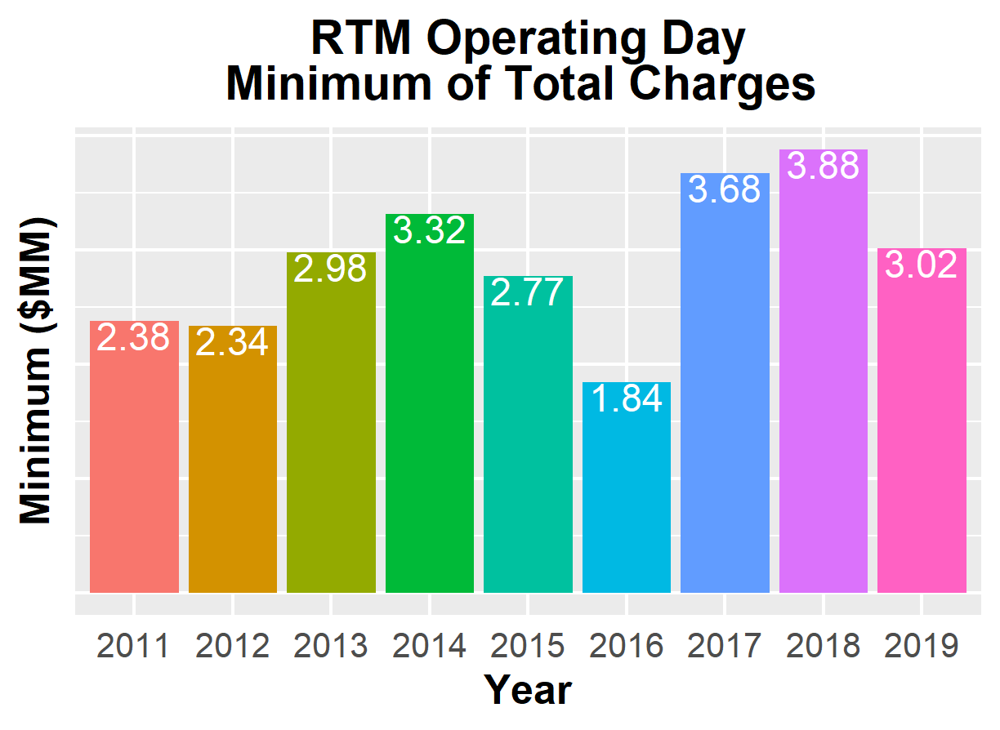 RTM Operating Day
Minimum of Total Charges
Minimum ($MM)
2.38
2.34
2.98
3.32
2.77
1.84
3.68
3.88
3.02
2011 2012 2013 2014 2015 2016 2017 2018 2019
Year